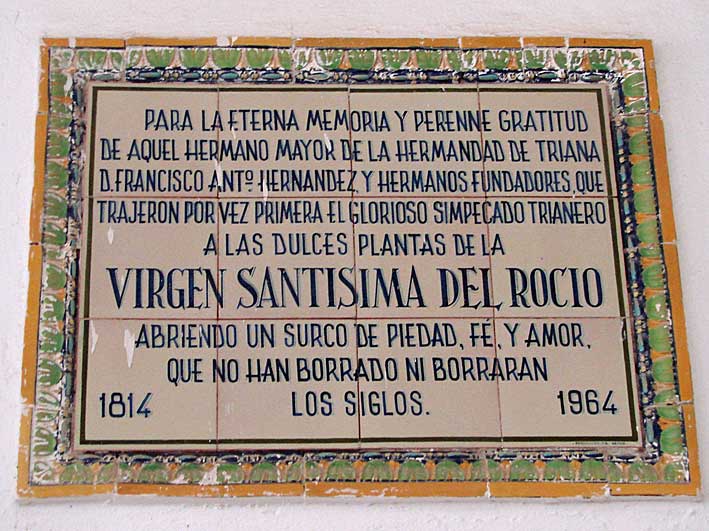 PARA LA ETERNA MEMORIA Y PERENNE GRATITUD
DE AQUEL HERMANO MAYOR DE LA HERMANDAD DE TRIANA
D. FRANCISCO ANTº. HERNANDEZ, Y HERMANOS FUNDADORES, QUE
TRAJERON POR VEZ PRIMERA EL GLORIOSO SIMPECADO TRIANERO
A LAS DULCES PLANTAS DE LA
VIRGEN SANTISIMA DEL ROCIO
ABRIENDO UN SURCO DE PIEDAD, FÉ, Y AMOR,
QUE NO HAN BORRADO NI BORRARAN
1814 LOS SIGLOS. 1964